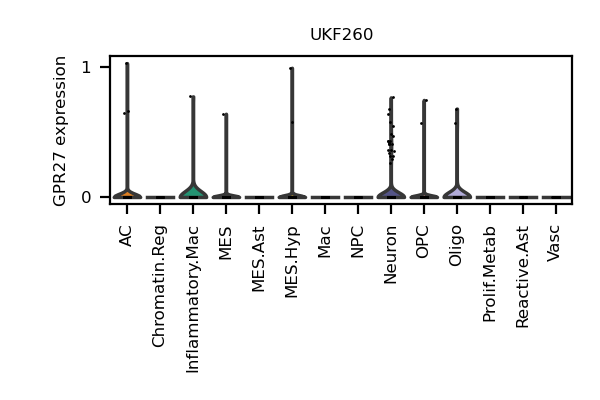 UKF260
GPR27 expression
1
0
AC
Chromatin.Reg
Inflammatory.Mac
MES
MES.Ast
MES.Hyp
Mac
NPC
Neuron
OPC
Oligo
Prolif.Metab
Reactive.Ast
Vasc